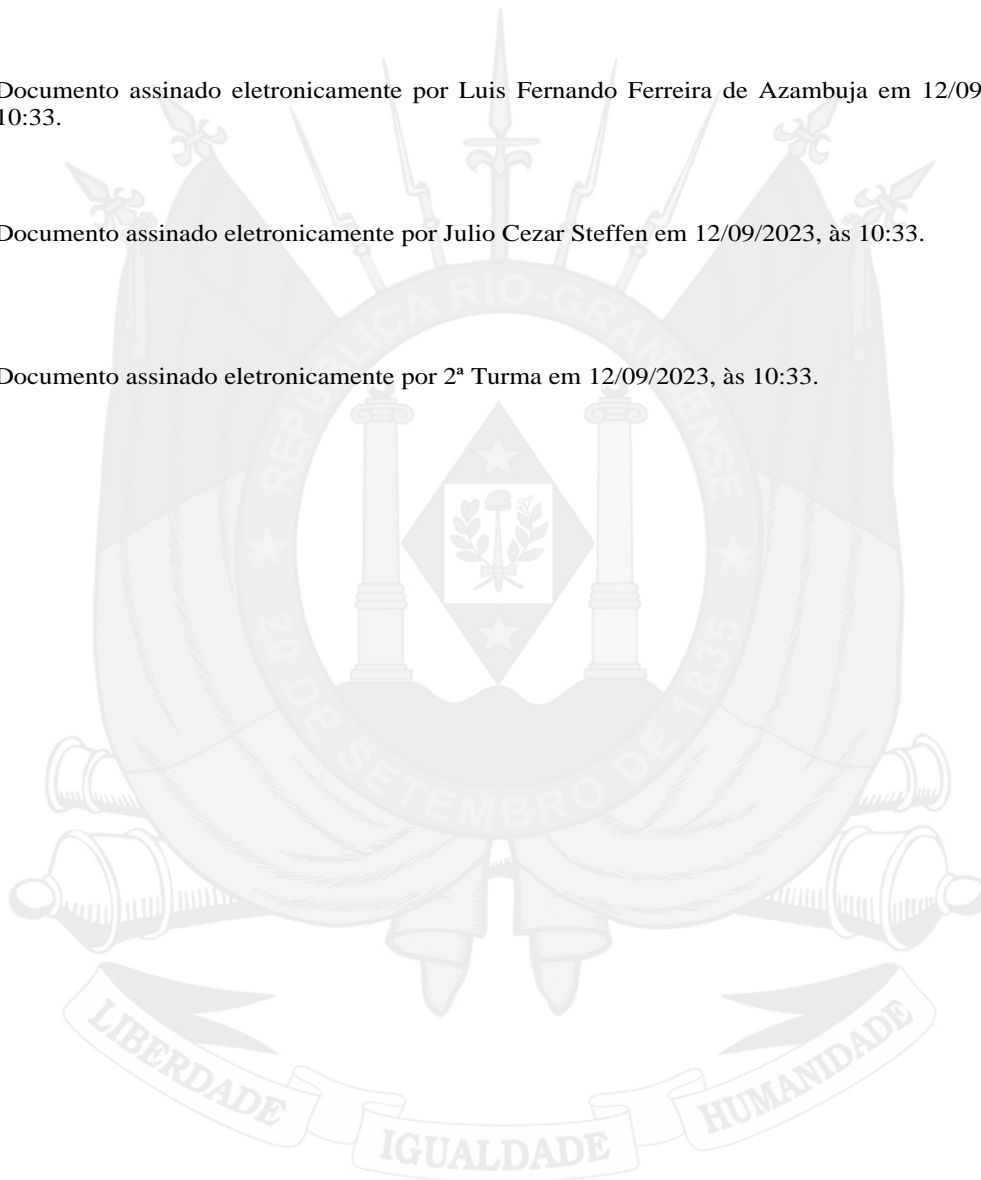 Documento assinado eletronicamente por Luis Fernando Ferreira de Azambuja em 12/09
10:33.
Documento assinado eletronicamente por Julio Cezar Steffen em 12/09/2023, às 10:33.
Documento assinado eletronicamente por 2ª Turma em 12/09/2023, às 10:33.
REPÚBLICA RIO-GRANDENSE
20 DE SETEMBRO DE 1835
LIBERDADE
IGUALDADE
HUMANIDADE